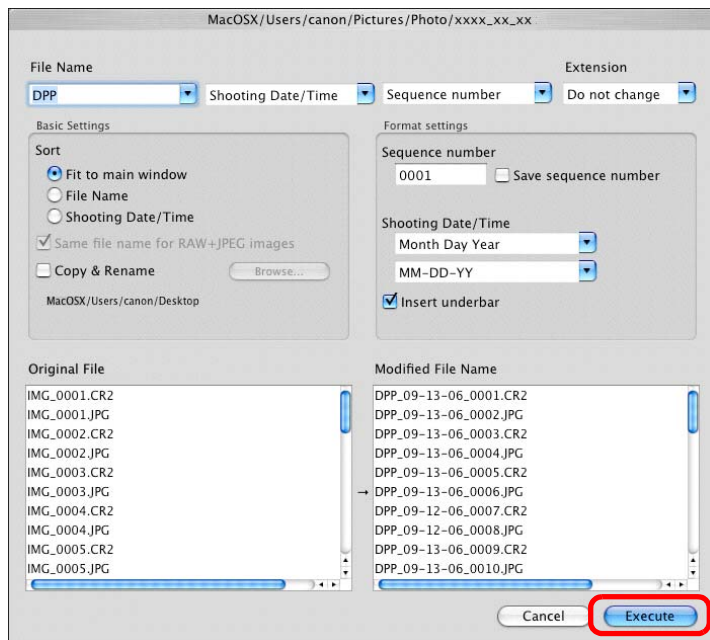 MacOSX/Users/canon/Pictures/Photo/xxxx_xx_xx
File Name
Extension
DPP
Shooting Date/Time
Sequence number
Do not change
Basic Settings
Sort
Fit to main window
File Name
Shooting Date/Time
Same file name for RAW+JPEG images
Copy & Rename
Browse...
MacOSX/Users/canon/Desktop
Format settings
Sequence number
0001
Save sequence number
Shooting Date/Time
Month Day Year
MM-DD-YY
Insert underbar
Original File
IMG_0001.CR2
IMG_0001.JPG
IMG_0002.CR2
IMG_0002.JPG
IMG_0003.CR2
IMG_0003.JPG
IMG_0004.CR2
IMG_0004.JPG
IMG_0005.CR2
IMG_0005.JPG
→
Modified File Name
DPP_09-13-06_0001.CR2
DPP_09-13-06_0002.JPG
DPP_09-13-06_0003.CR2
DPP_09-13-06_0004.JPG
DPP_09-13-06_0005.CR2
DPP_09-13-06_0006.JPG
DPP_09-12-06_0007.CR2
DPP_09-12-06_0008.JPG
DPP_09-13-06_0009.CR2
DPP_09-13-06_0010.JPG
Cancel
Execute